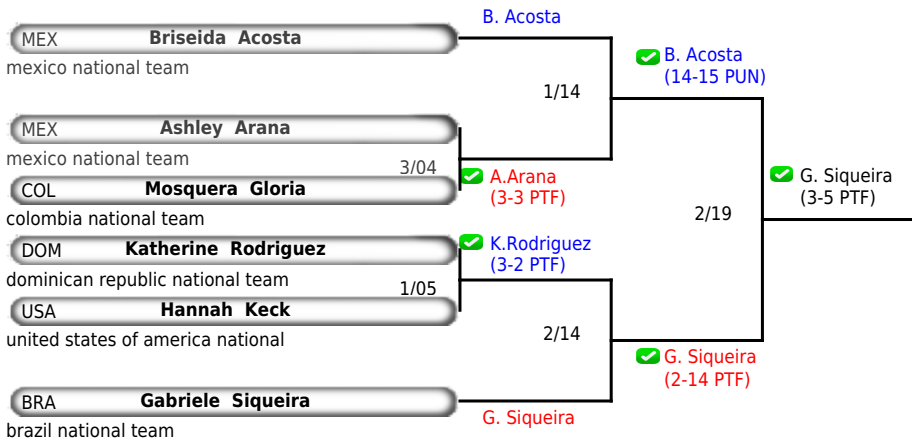 B. Acosta
MEX Briseida Acosta
mexico national team
B. Acosta
(14-15 PUN)
1/14
MEX Ashley Arana
mexico national team
3/04
A.Arana
(3-3 PTF)
COL Mosquera Gloria
colombia national team
G. Siqueira
(3-5 PTF)
2/19
DOM Katherine Rodriguez
dominican republic national team
K.Rodriguez
(3-2 PTF)
1/05
USA Hannah Keck
united states of america national
2/14
G. Siqueira
(2-14 PTF)
BRA Gabriele Siqueira
brazil national team
G. Siqueira